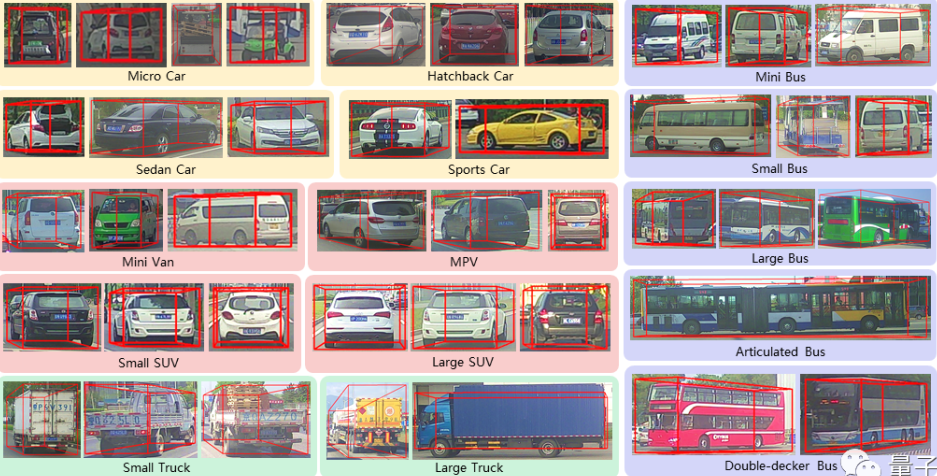 Micro Car
Hatchback Car
Mini Bus
Sedan Car
Sports Car
Small Bus
Mini Van
MPV
Large Bus
Small SUV
Large SUV
Articulated Bus
Small Truck
Large Truck
Double-decker Bus
量子